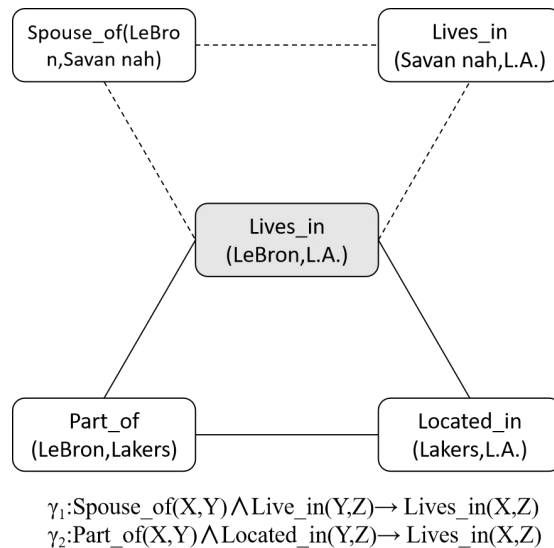 Spouse_of(LeBro
n,Savan nah)
Lives_in
(Savan nah,L.A.)
Lives_in
(LeBron,L.A.)
Part_of
(LeBron,Lakers)
Located_in
(Lakers,L.A.)
γ₁:Spouse_of(X,Y)⋀Live_in(Y,Z)→ Lives_in(X,Z)
γ₂:Part_of(X,Y)⋀Located_in(Y,Z)→ Lives_in(X,Z)